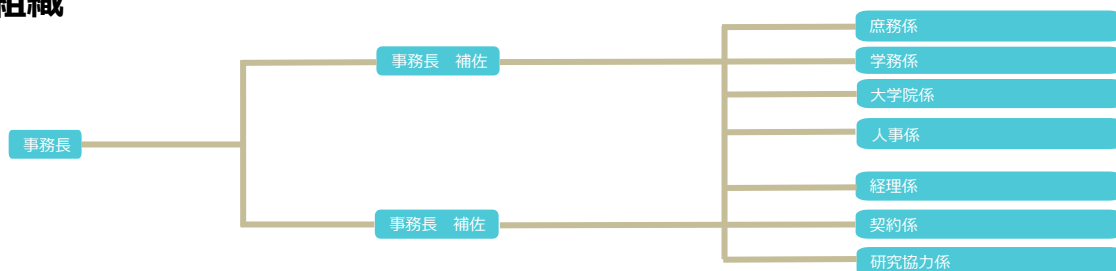 組織
事務長　補佐
事務長
事務長　補佐
庶務係
学務係
大学院係
人事係
経理係
契約係
研究協力係